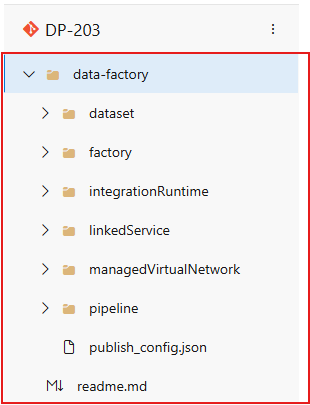 DP-203
data-factory
dataset
factory
integrationRuntime
linkedService
managedVirtualNetwork
pipeline
publish_config.json
M↓ readme.md